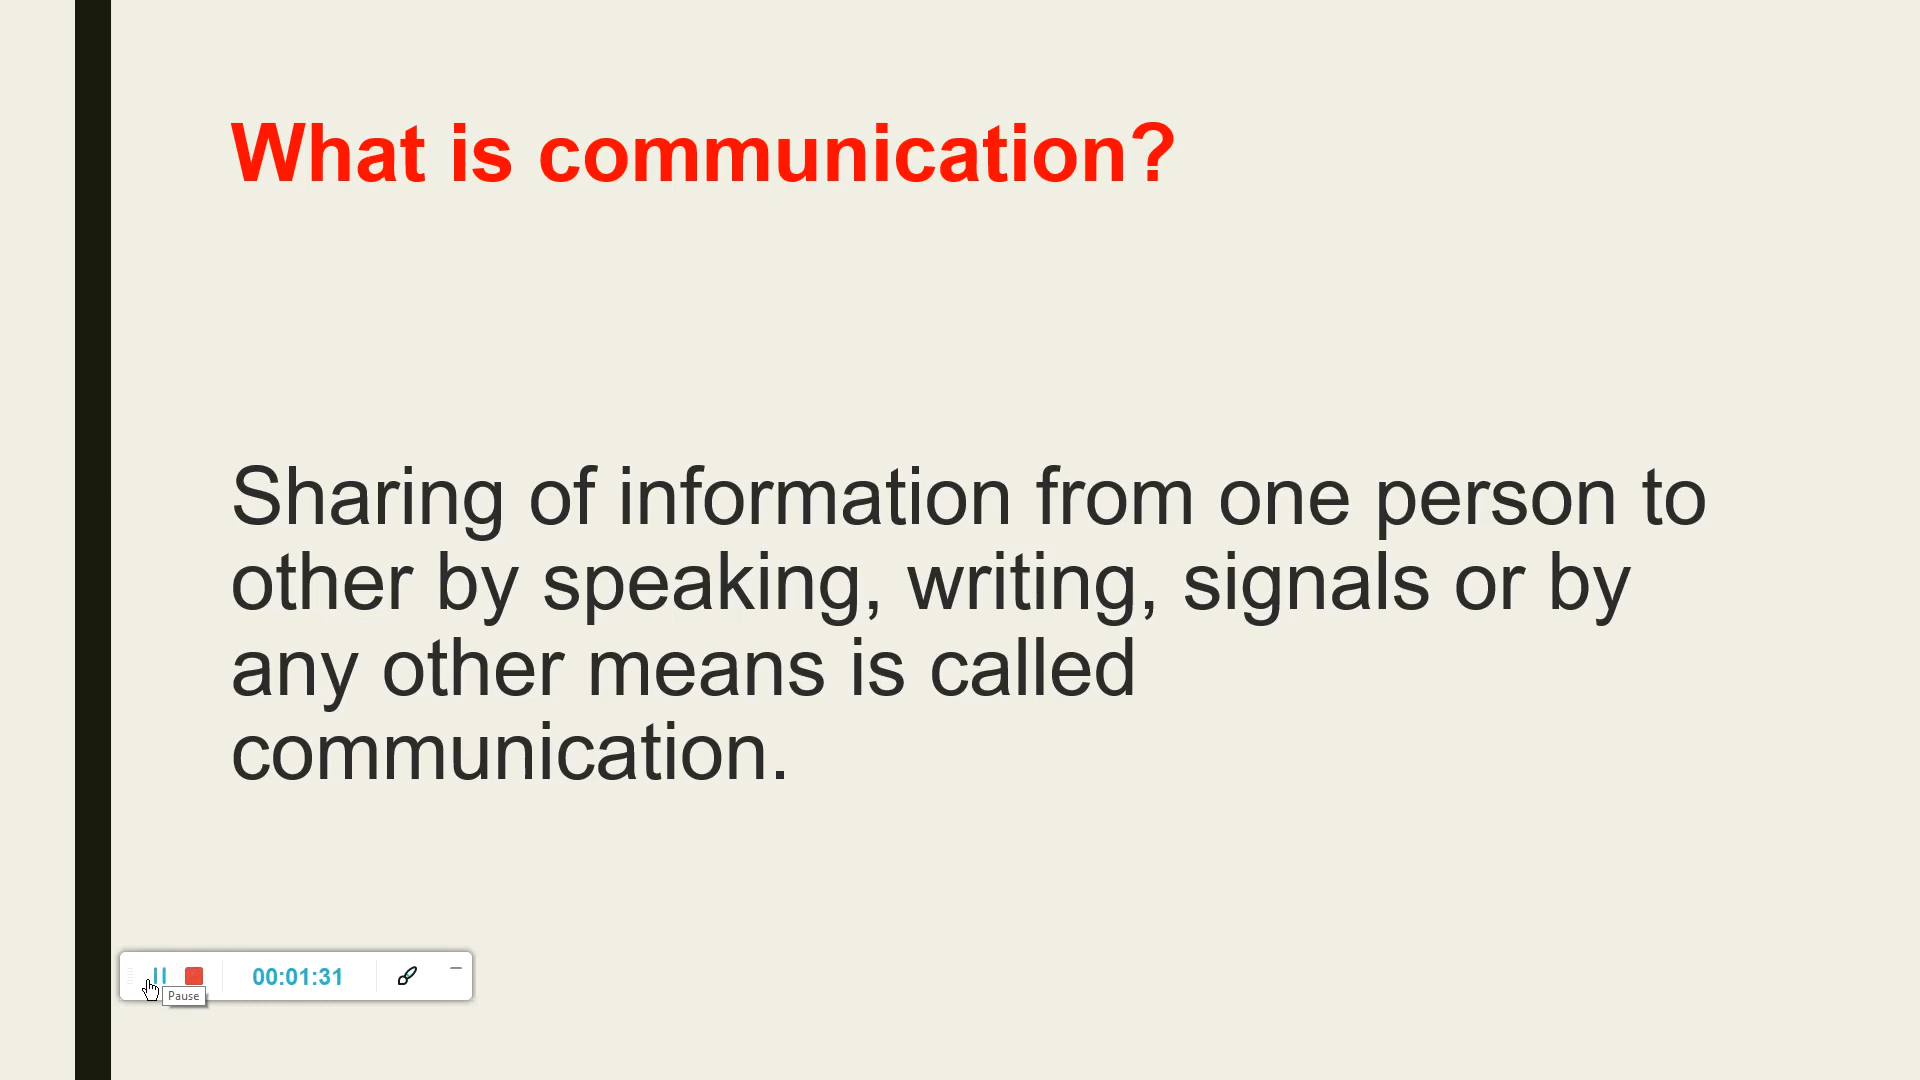 What is communication?
Sharing of information from one person to
other by speaking, writing, signals or by
any other means is called
communication.
00:01:31
Pause